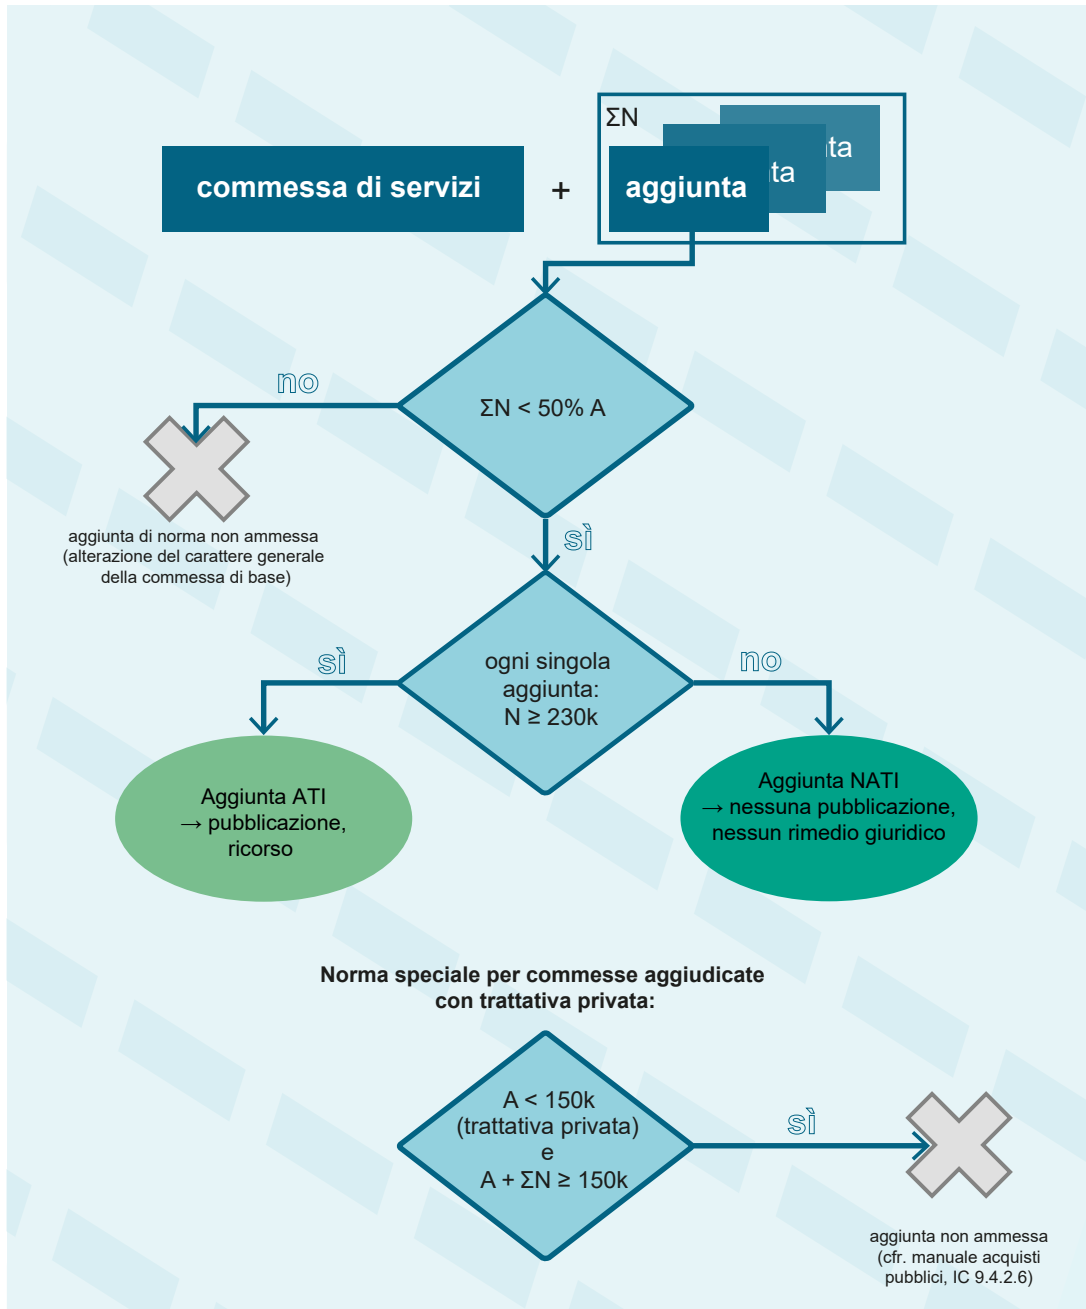 ΣN
commessa di servizi
+
aggiunta
ta
ta
ΣN < 50% A
no
aggiunta di norma non ammessa
(alterazione del carattere generale
della commessa di base)
sì
ogni singola
aggiunta:
N ≥ 230k
sì
no
Aggiunta ATI
→ pubblicazione,
ricorso
Aggiunta NATI
→ nessuna pubblicazione,
nessun rimedio giuridico
Norma speciale per commesse aggiudicate
con trattativa privata:
A < 150k
(trattativa privata)
e
A + ΣN ≥ 150k
sì
aggiunta non ammessa
(cfr. manuale acquisti
pubblici, IC 9.4.2.6)